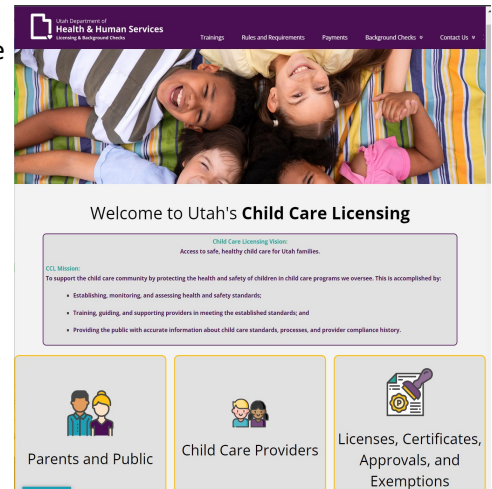 e
Utah Department of
Health & Human Services
Licensing & Background Checks
Trainings Rules and Requirements Payments Background Checks Contact Us
Welcome to Utah's Child Care Licensing
Child Care Licensing Vision:
Access to safe, healthy child care for Utah families.
CCL Mission:
To support the child care community by protecting the health and safety of children in child care programs we oversee. This is accomplished by:
• Establishing, monitoring, and assessing health and safety standards;
• Training, guiding, and supporting providers in meeting the established standards; and
• Providing the public with accurate information about child care standards, processes, and provider compliance history.
Parents and Public
Child Care Providers
Licenses, Certificates,
Approvals, and
Exemptions